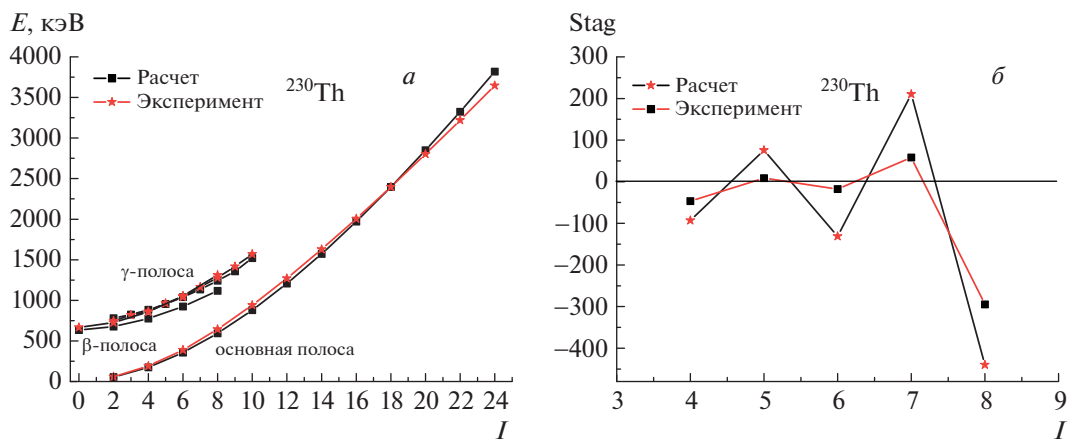 E, кэВ
4000
3500
3000
2500
2000
1500
1000
500
0
Расчет
Эксперимент
²³⁰Th
а
γ-полоса
β-полоса
основная полоса
0 2 4 6 8 10 12 14 16 18 20 22 24
I
Stag
300
200
100
0
−100
−200
−300
−400
Расчет
Эксперимент
²³⁰Th
б
3 4 5 6 7 8 9
I